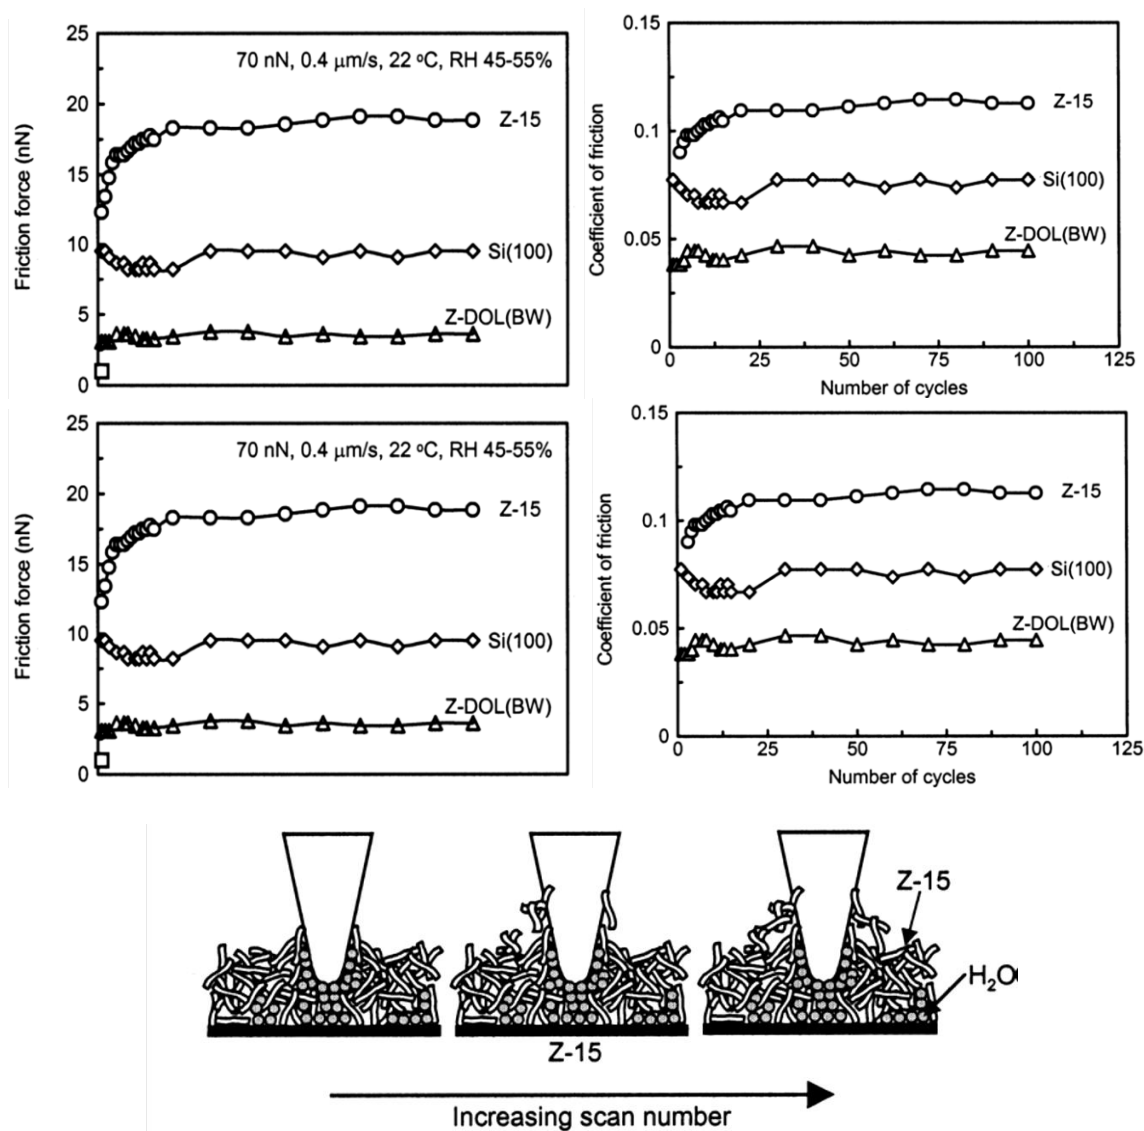 25
20
15
10
5
0
Friction force (nN)
70 nN, 0.4 μm/s, 22 °C, RH 45-55%
Z-15
Si(100)
Z-DOL(BW)
0.15
0.1
0.05
0
Coefficient of friction
Z-15
Si(100)
Z-DOL(BW)
0 25 50 75 100 125
Number of cycles
25
20
15
10
5
0
Friction force (nN)
70 nN, 0.4 μm/s, 22 °C, RH 45-55%
Z-15
Si(100)
Z-DOL(BW)
0.15
0.1
0.05
0
Coefficient of friction
Z-15
Si(100)
Z-DOL(BW)
0 25 50 75 100 125
Number of cycles
Z-15
H₂O
Z-15
Increasing scan number